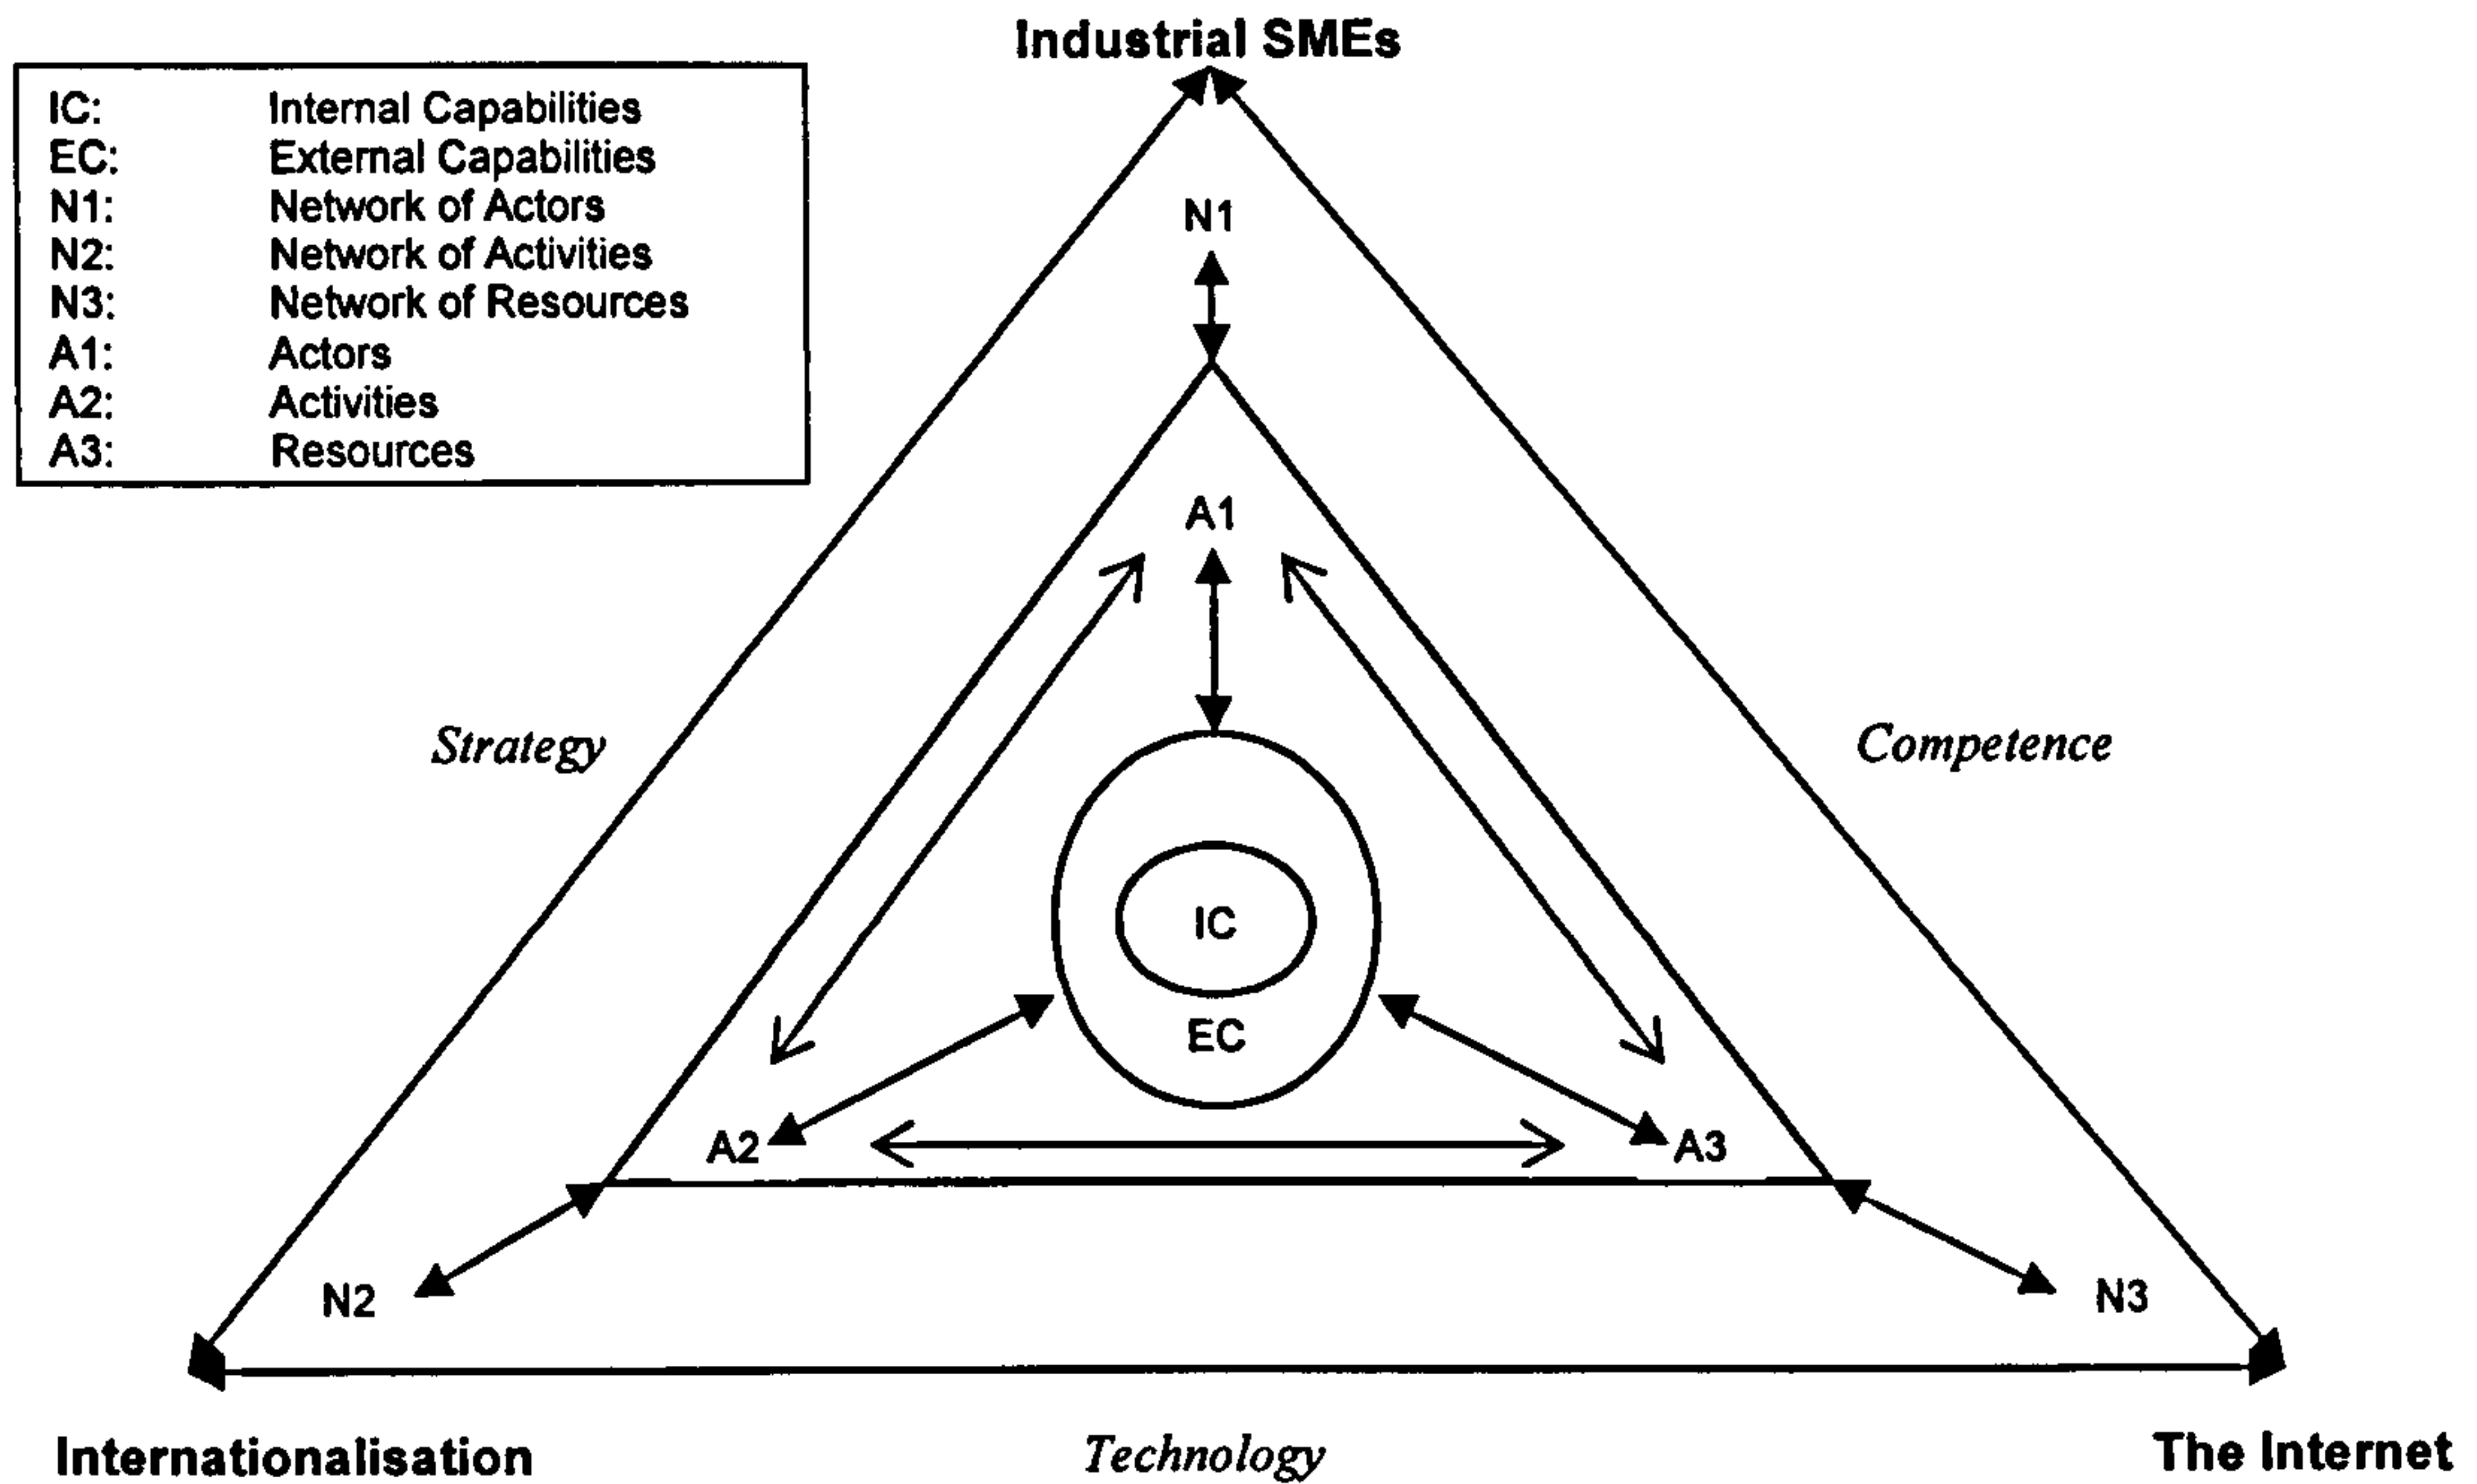 Industrial SMEs
IC: Internal Capabilities
EC: External Capabilities
N1: Network of Actors
N2: Network of Activities
N3: Network of Resources
A1: Actors
A2: Activities
A3: Resources
N1
A1
Strategy
Competence
IC
EC
A2
A3
N2
N3
Internationalisation
Technology
The Internet